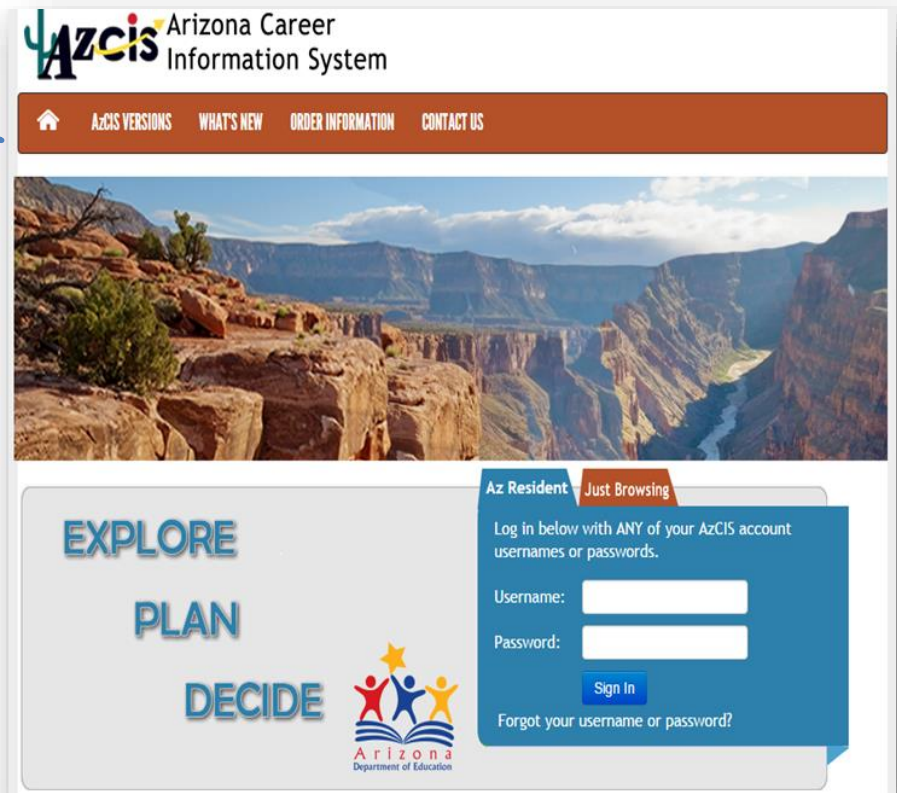 Azcis Arizona Career
Information System
AzCIS VERSIONS WHAT'S NEW ORDER INFORMATION CONTACT US
Az Resident Just Browsing
EXPLORE
PLAN
DECIDE
Arizona
Department of Education
Log in below with ANY of your AzCIS account
usernames or passwords.
Username:
Password:
Sign In
Forgot your username or password?